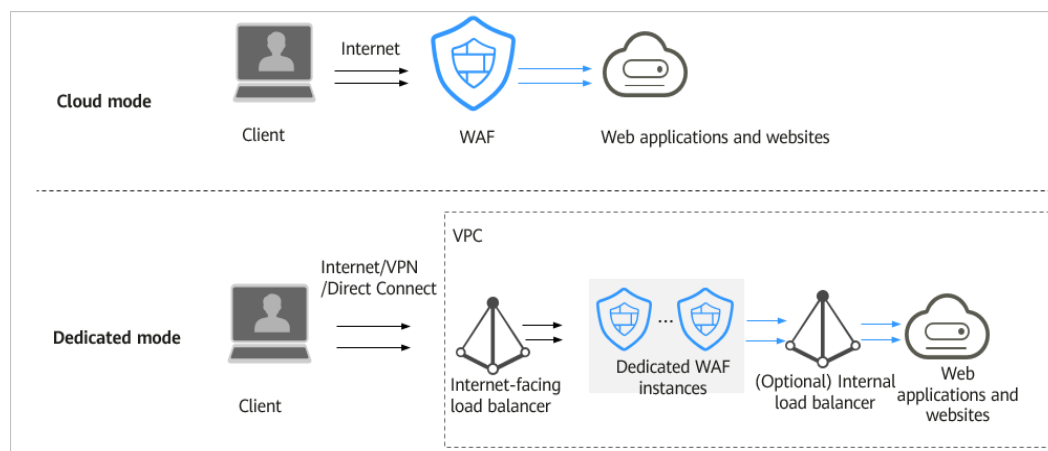 Internet
Cloud mode
Client
WAF
Web applications and websites
VPC
Internet/VPN
/Direct Connect
Dedicated mode
...
Client
Internet-facing
load balancer
Dedicated WAF
instances
(Optional) Internal
load balancer
Web
applications and
websites